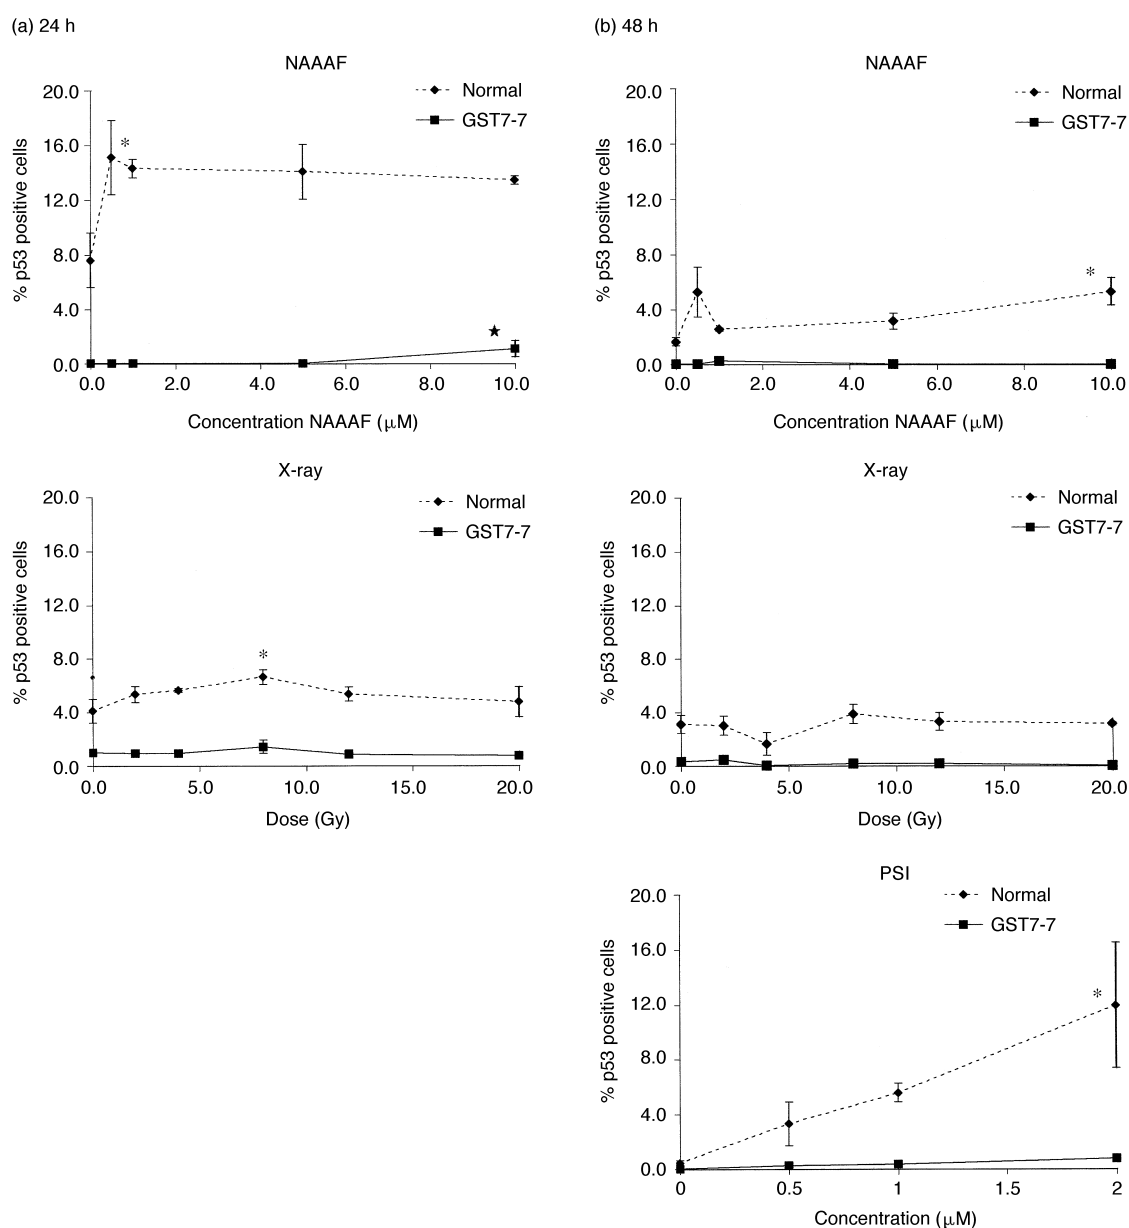 (a) 24 h
NAAAF
Normal
GST7-7
% p53 positive cells
20.0
16.0
12.0
8.0
4.0
0.0
*
★
0.0 2.0 4.0 6.0 8.0 10.0
Concentration NAAAF (μM)
(b) 48 h
NAAAF
Normal
GST7-7
% p53 positive cells
20.0
16.0
12.0
8.0
4.0
0.0
*
0.0 2.0 4.0 6.0 8.0 10.0
Concentration NAAAF (μM)
X-ray
Normal
GST7-7
% p53 positive cells
20.0
16.0
12.0
8.0
4.0
0.0
*
0.0 5.0 10.0 15.0 20.0
Dose (Gy)
X-ray
Normal
GST7-7
% p53 positive cells
20.0
16.0
12.0
8.0
4.0
0.0
0.0 5.0 10.0 15.0 20.0
Dose (Gy)
PSI
Normal
GST7-7
% p53 positive cells
20.0
16.0
12.0
8.0
4.0
0.0
*
0 0.5 1 1.5 2
Concentration (μM)